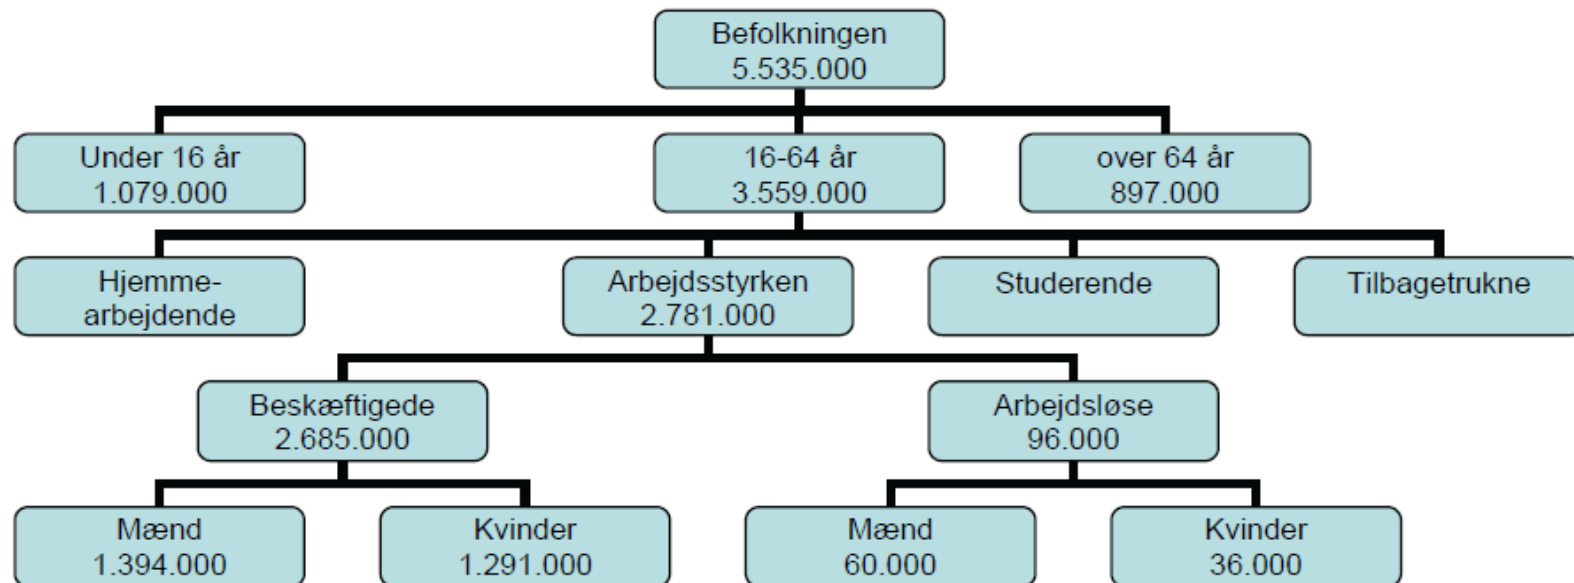 Befolkningen
5.535.000
Under 16 år
1.079.000
16-64 år
3.559.000
over 64 år
897.000
Hjemme-
arbejdende
Arbejdsstyrken
2.781.000
Studerende
Tilbagetrukne
Beskæftigede
2.685.000
Arbejdsløse
96.000
Mænd
1.394.000
Kvinder
1.291.000
Mænd
60.000
Kvinder
36.000